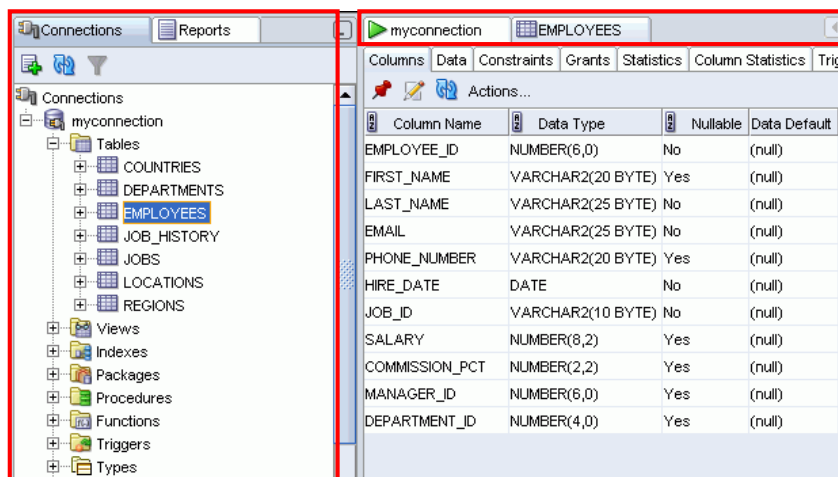 Connections Reports
Connections
myconnection
Tables
COUNTRIES
DEPARTMENTS
EMPLOYEES
JOB_HISTORY
JOBS
LOCATIONS
REGIONS
Views
Indexes
Packages
Procedures
Functions
Triggers
Types
myconnection EMPLOYEES
Columns Data Constraints Grants Statistics Column Statistics Trig
Actions...
Column Name Data Type Nullable Data Default
EMPLOYEE_ID NUMBER(6,0) No (null)
FIRST_NAME VARCHAR2(20 BYTE) Yes (null)
LAST_NAME VARCHAR2(25 BYTE) No (null)
EMAIL VARCHAR2(25 BYTE) No (null)
PHONE_NUMBER VARCHAR2(20 BYTE) Yes (null)
HIRE_DATE DATE No (null)
JOB_ID VARCHAR2(10 BYTE) No (null)
SALARY NUMBER(8,2) Yes (null)
COMMISSION_PCT NUMBER(2,2) Yes (null)
MANAGER_ID NUMBER(6,0) Yes (null)
DEPARTMENT_ID NUMBER(4,0) Yes (null)